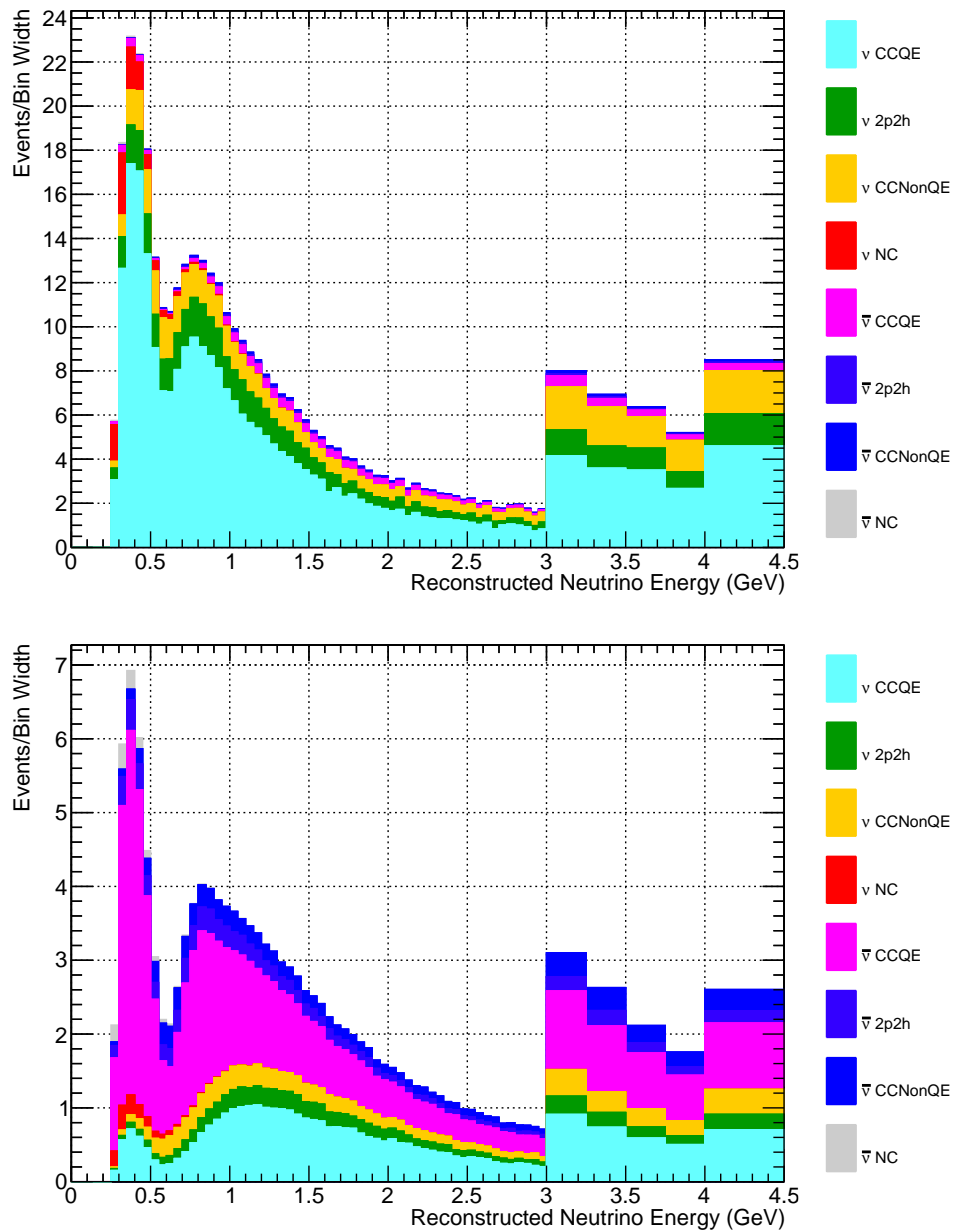 24
22
20
18
16
14
12
10
8
6
4
2
0
Events/Bin Width
0 0.5 1 1.5 2 2.5 3 3.5 4 4.5
Reconstructed Neutrino Energy (GeV)
ν CCQE
ν 2p2h
ν CCNonQE
ν NC
ν̅ CCQE
ν̅ 2p2h
ν̅ CCNonQE
ν̅ NC
7
6
5
4
3
2
1
0
Events/Bin Width
0 0.5 1 1.5 2 2.5 3 3.5 4 4.5
Reconstructed Neutrino Energy (GeV)
ν CCQE
ν 2p2h
ν CCNonQE
ν NC
ν̅ CCQE
ν̅ 2p2h
ν̅ CCNonQE
ν̅ NC